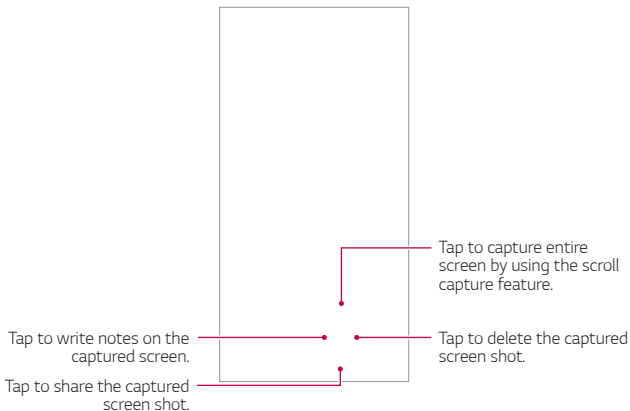 Tap to capture entire
screen by using the scroll
capture feature.
Tap to write notes on the
captured screen.
Tap to delete the captured
screen shot.
Tap to share the captured
screen shot.